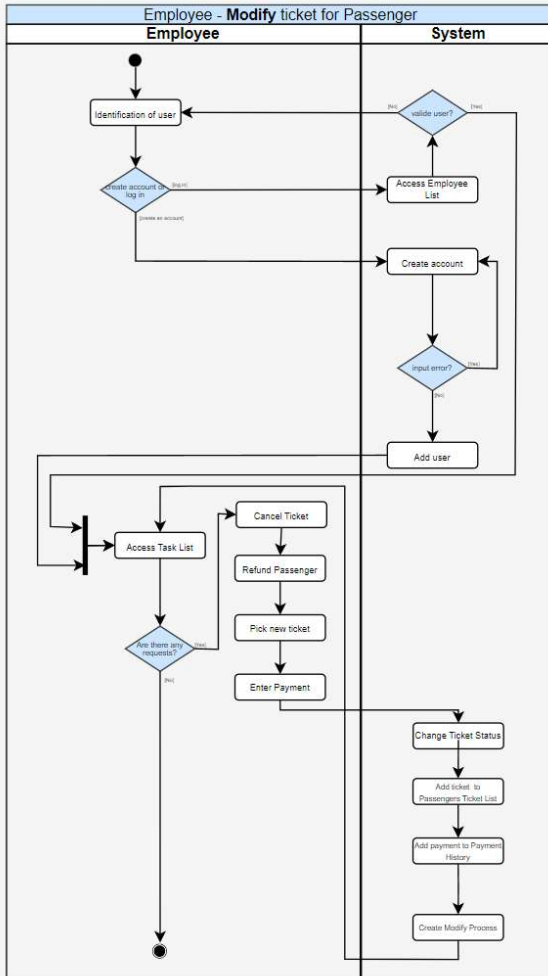 Employee - Modify ticket for Passenger
Employee
System
Identification of user
[No]
valide user?
[Yes]
create account or
log in
[log in]
Access Employee
List
[create an account]
Create account
input error?
[Yes]
[No]
Add user
Cancel Ticket
Access Task List
Refund Passenger
Pick new ticket
Are there any
requests?
[Yes]
[No]
Enter Payment
Change Ticket Status
Add ticket to
Passengers Ticket List
Add payment to Payment
History
Create Modify Process